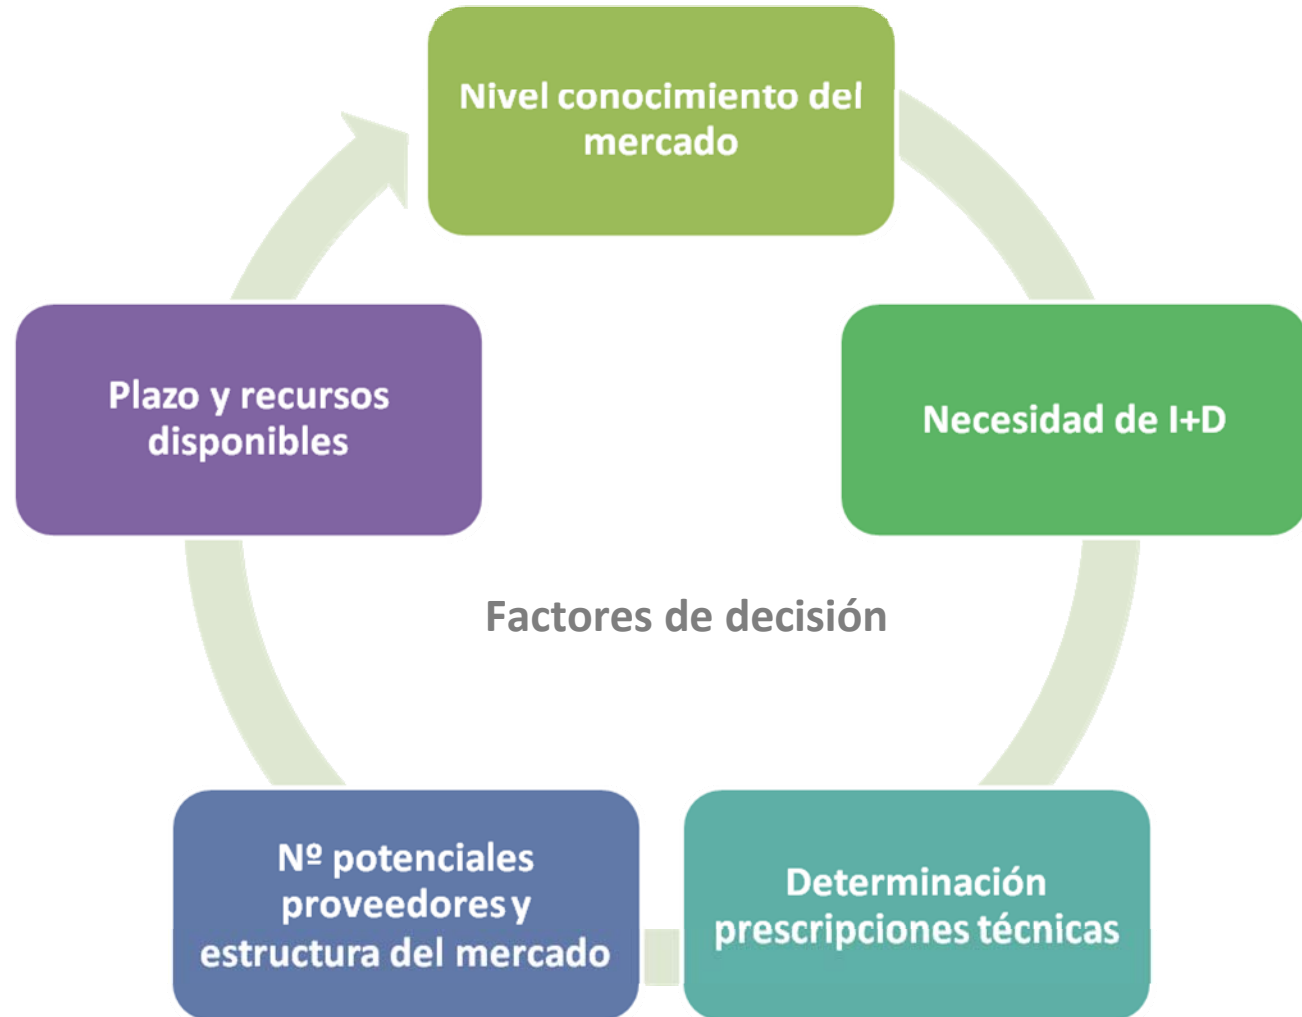 Nivel conocimiento del
mercado
Necesidad de I+D
Determinación
prescripciones técnicas
Nº potenciales
proveedores y
estructura del mercado
Plazo y recursos
disponibles
Factores de decisión